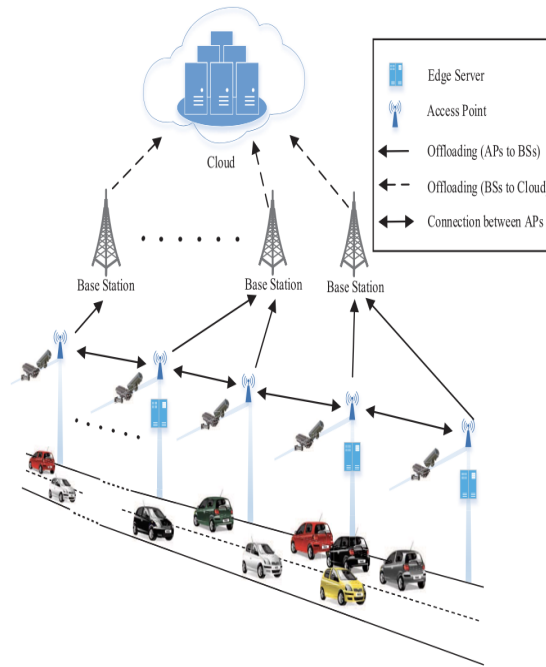 Edge Server
Access Point
Offloading (APs to BSs)
Offloading (BSs to Cloud
Connection between APs
Cloud
Base Station
Base Station
Base Station